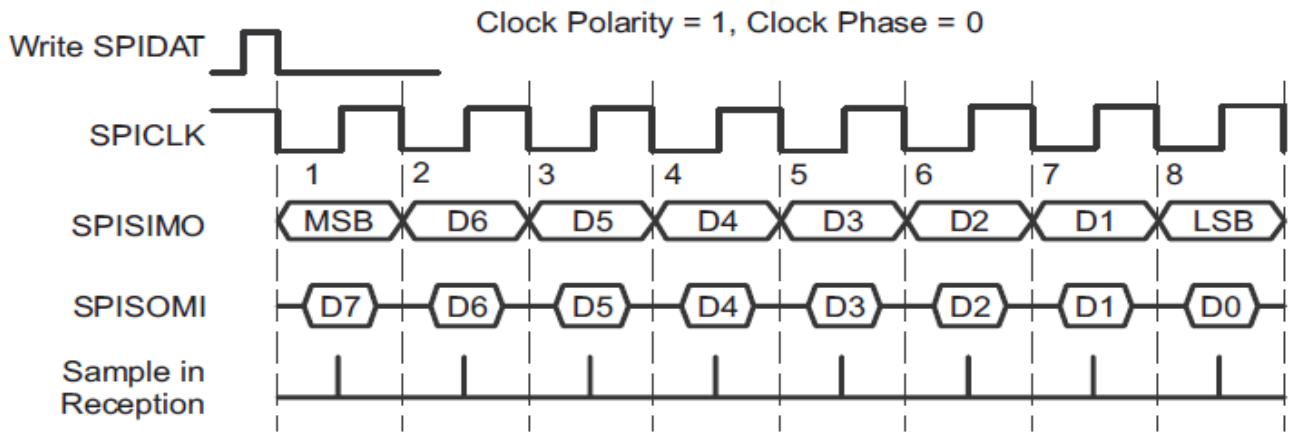 Clock Polarity = 1, Clock Phase = 0
Write SPIDAT
SPICLK
1 2 3 4 5 6 7 8
SPISIMO MSB D6 D5 D4 D3 D2 D1 LSB
SPISOMI D7 D6 D5 D4 D3 D2 D1 D0
Sample in
Reception